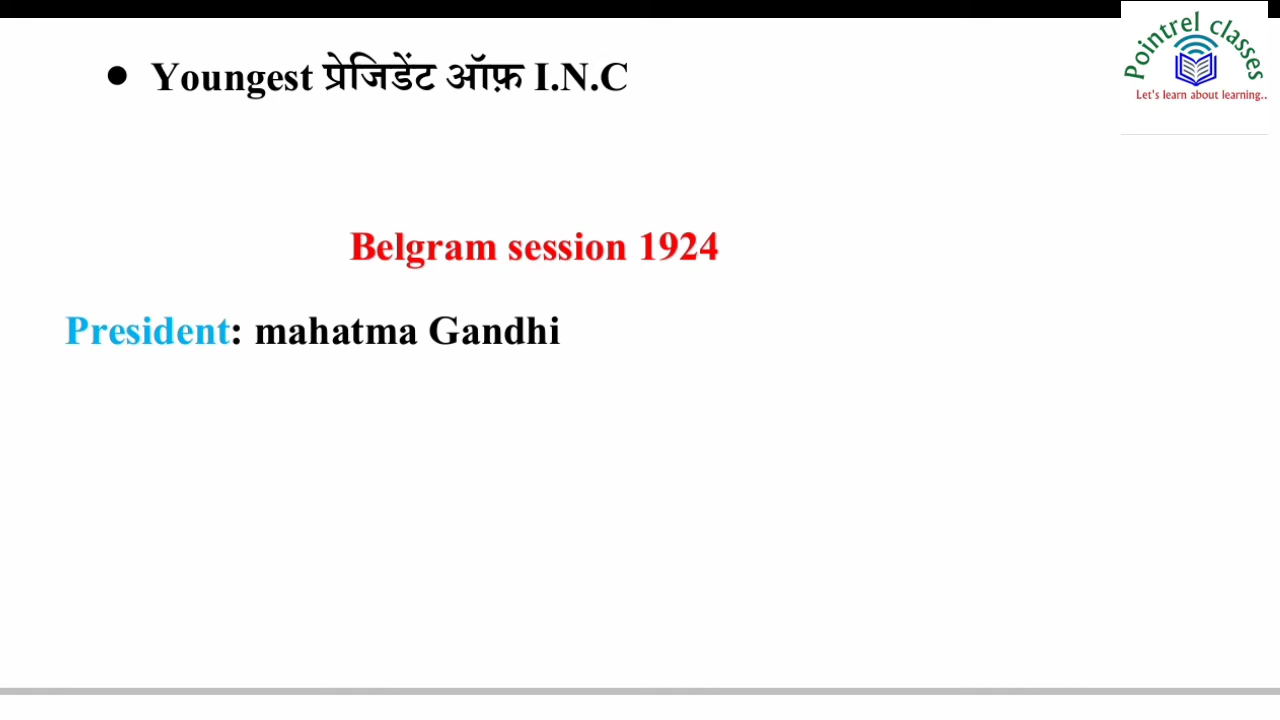 • Youngest प्रेजिडेंट ऑफ़ I.N.C
Pointrel classes
Let's learn about learning..
Belgram session 1924
President: mahatma Gandhi